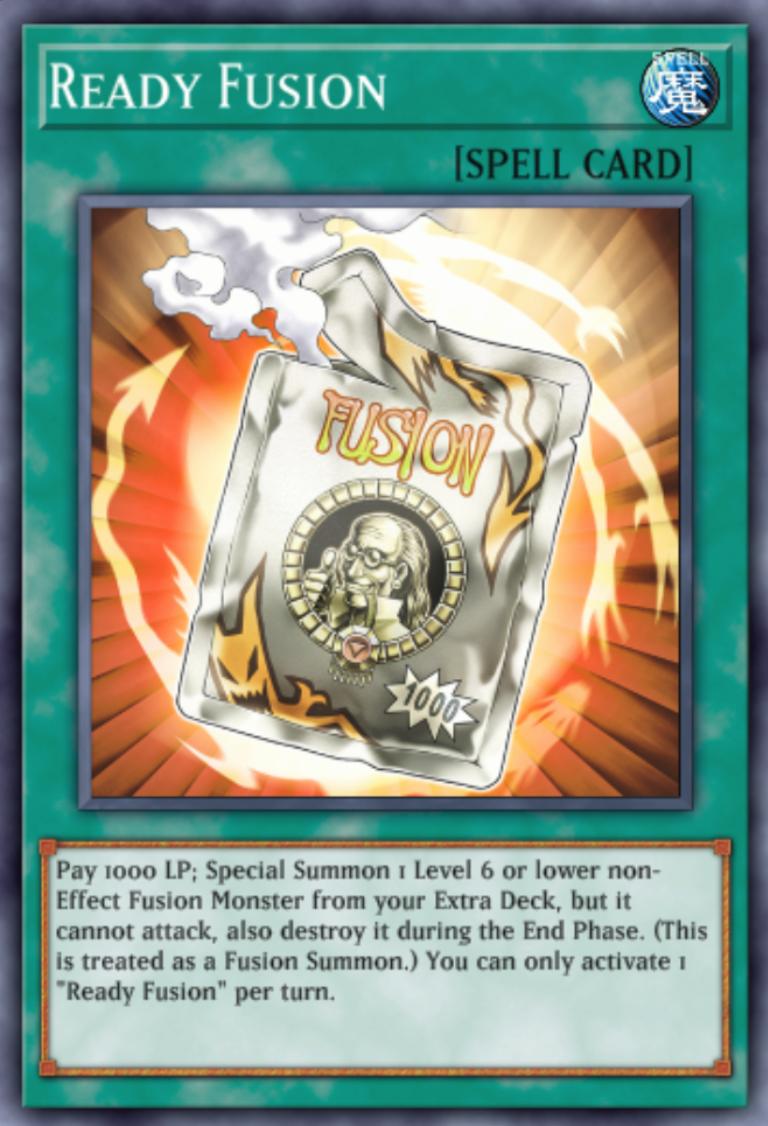 READY FUSION
SPELL
魔
[SPELL CARD]
FUSION
1000
Pay 1000 LP; Special Summon 1 Level 6 or lower non-
Effect Fusion Monster from your Extra Deck, but it
cannot attack, also destroy it during the End Phase. (This
is treated as a Fusion Summon.) You can only activate 1
"Ready Fusion" per turn.